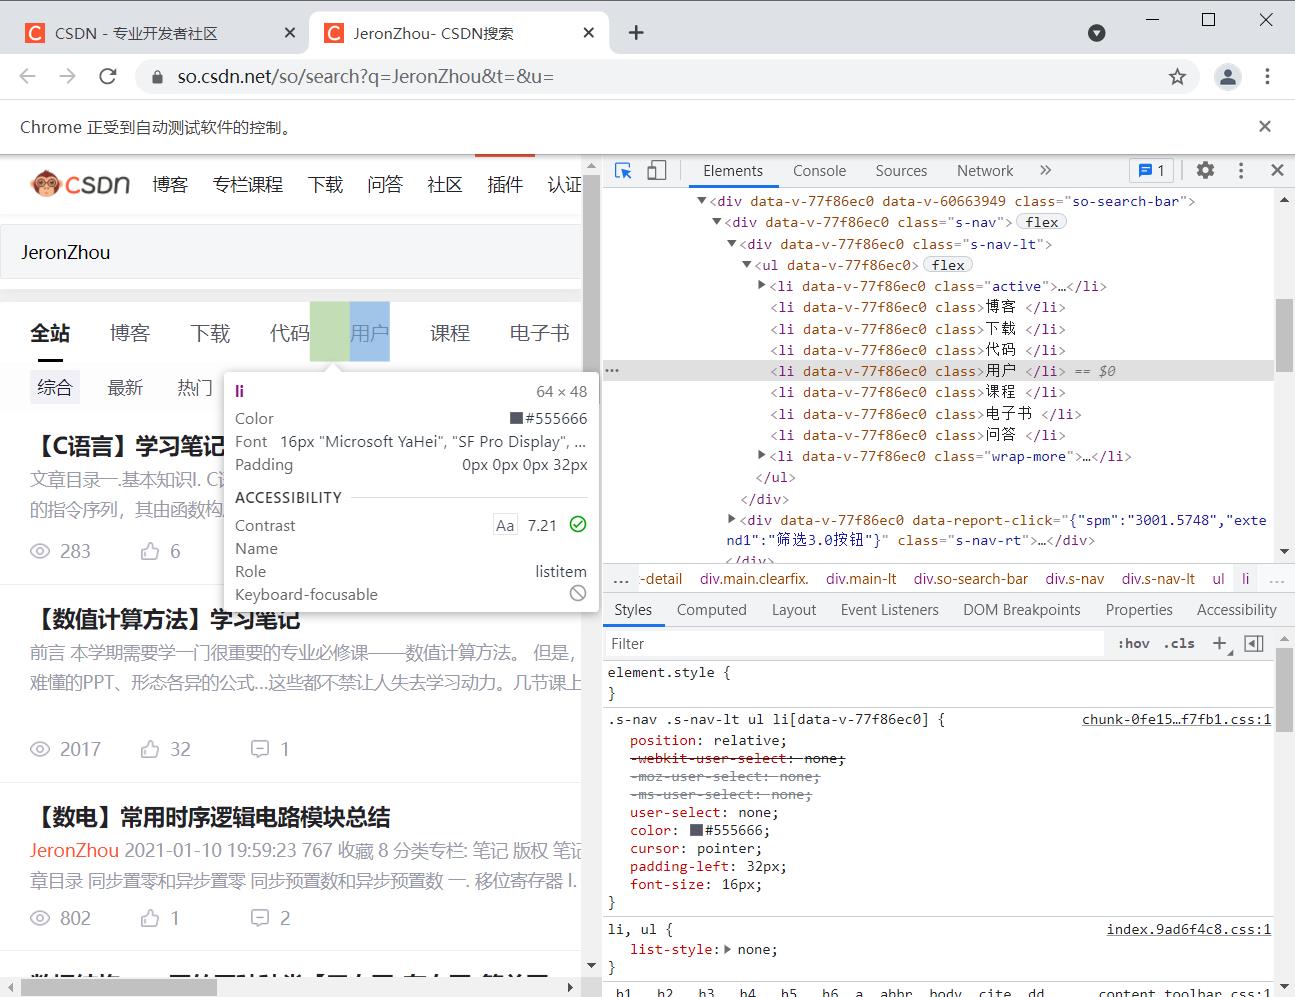 CSDN - 专业开发者社区
JeronZhou- CSDN搜索
so.csdn.net/so/search?q=JeronZhou&t=&u=
Chrome 正受到自动测试软件的控制。
CSDN 博客 专栏课程 下载 问答 社区 插件 认证
JeronZhou
全站 博客 下载 代码 用户 课程 电子书
综合 最新 热门
li 64 × 48
Color #555666
Font 16px "Microsoft YaHei", "SF Pro Display", ...
Padding 0px 0px 0px 32px
ACCESSIBILITY
Contrast Aa 7.21
Name
Role listitem
Keyboard-focusable
【C语言】学习笔记
文章目录一.基本知识I. C
的指令序列，其由函数构
283 6
【数值计算方法】学习笔记
前言 本学期需要学一门很重要的专业必修课——数值计算方法。 但是，
难懂的PPT、形态各异的公式...这些都不禁让人失去学习动力。几节课上
2017 32 1
【数电】常用时序逻辑电路模块总结
JeronZhou 2021-01-10 19:59:23 767 收藏 8 分类专栏: 笔记 版权 笔记
章目录 同步置零和异步置零 同步预置数和异步预置数 一. 移位寄存器 I.
802 1 2
Elements Console Sources Network » 1
<div data-v-77f86ec0 data-v-60663949 class="so-search-bar">
<div data-v-77f86ec0 class="s-nav"> flex
<div data-v-77f86ec0 class="s-nav-lt">
<ul data-v-77f86ec0> flex
<li data-v-77f86ec0 class="active">…</li>
<li data-v-77f86ec0 class>博客 </li>
<li data-v-77f86ec0 class>下载 </li>
<li data-v-77f86ec0 class>代码 </li>
<li data-v-77f86ec0 class>用户 </li> == $0
<li data-v-77f86ec0 class>课程 </li>
<li data-v-77f86ec0 class>电子书 </li>
<li data-v-77f86ec0 class>问答 </li>
<li data-v-77f86ec0 class="wrap-more">…</li>
</ul>
</div>
<div data-v-77f86ec0 data-report-click="{"spm":"3001.5748","exte
nd1":"筛选3.0按钮"}" class="s-nav-rt">…</div>
</div>
... -detail div.main.clearfix. div.main-lt div.so-search-bar div.s-nav div.s-nav-lt ul li ...
Styles Computed Layout Event Listeners DOM Breakpoints Properties Accessibility
Filter :hov .cls
element.style {
}
.s-nav .s-nav-lt ul li[data-v-77f86ec0] { chunk-0fe15…f7fb1.css:1
position: relative;
-webkit-user-select: none;
-moz-user-select: none;
-ms-user-select: none;
user-select: none;
color: #555666;
cursor: pointer;
padding-left: 32px;
font-size: 16px;
}
li, ul { index.9ad6f4c8.css:1
list-style: none;
}
h1, h2, h3, h4, h5, h6, a, abbr, body, cite, dd, content_toolbar.css:1